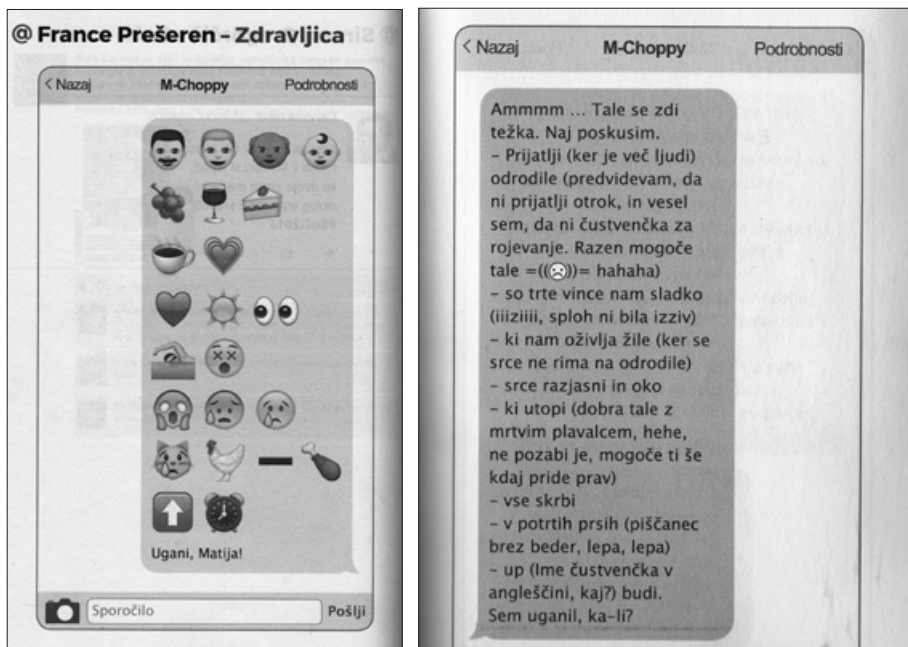 @ France Prešeren – Zdravljica
< Nazaj M-Choppy Podrobnosti
Ugani, Matija!
Sporočilo Pošlji
< Nazaj M-Choppy Podrobnosti
Ammmm ... Tale se zdi
težka. Naj poskusim.
– Prijatlji (ker je več ljudi)
odrodile (predvidevam, da
ni prijatlji otrok, in vesel
sem, da ni čustvenčka za
rojevanje. Razen mogoče
tale =((☹))= hahaha)
– so trte vince nam sladko
(iiiziiii, sploh ni bila izziv)
– ki nam oživlja žile (ker se
srce ne rima na odrodile)
– srce razjasni in oko
– ki utopi (dobra tale z
mrtvim plavalcem, hehe,
ne pozabi je, mogoče ti še
kdaj pride prav)
– vse skrbi
– v potrtih prsih (piščanec
brez beder, lepa, lepa)
– up (Ime čustvenčka v
angleščini, kaj?) budi.
Sem uganil, ka-li?